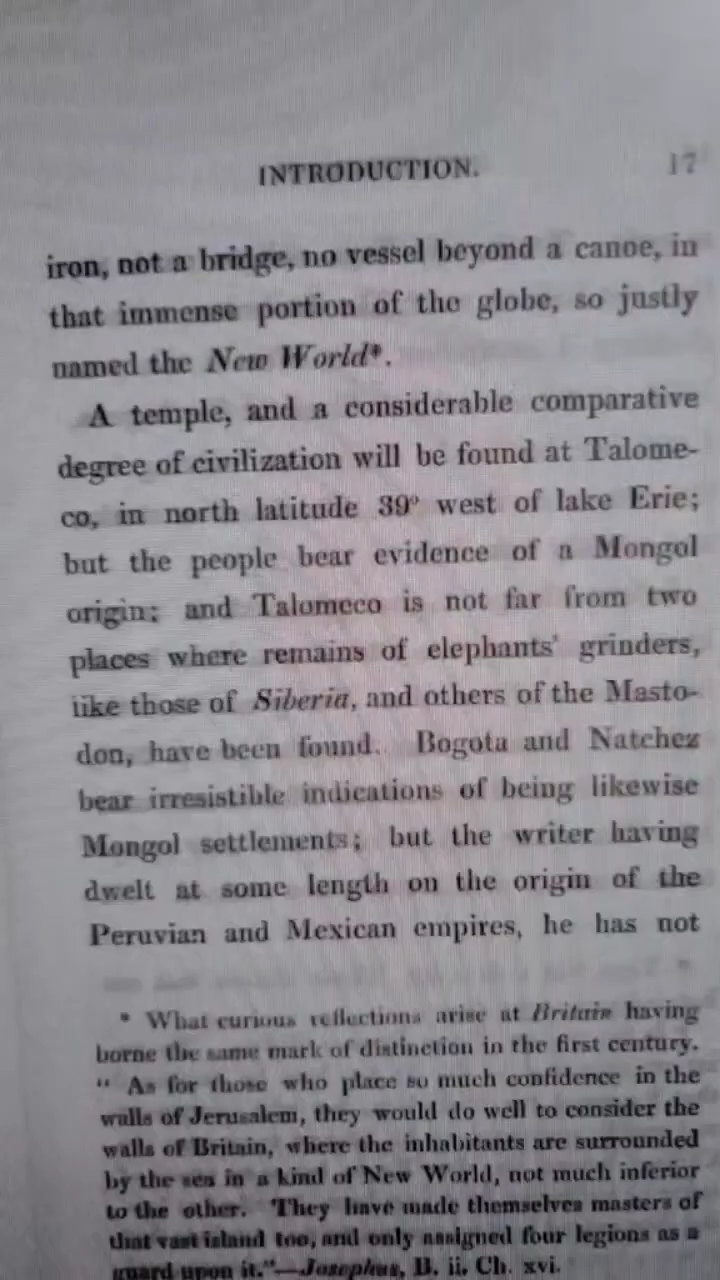 INTRODUCTION. 17
iron, not a bridge, no vessel beyond a canoe, in
that immense portion of the globe, so justly
named the New World*.
A temple, and a considerable comparative
degree of civilization will be found at Talome-
co, in north latitude 39° west of lake Erie;
but the people bear evidence of a Mongol
origin; and Talomeco is not far from two
places where remains of elephants' grinders,
like those of Siberia, and others of the Masto-
don, have been found. Bogota and Natchez
bear irresistible indications of being likewise
Mongol settlements; but the writer having
dwelt at some length on the origin of the
Peruvian and Mexican empires, he has not
* What curious reflections arise at Britain having
borne the same mark of distinction in the first century.
" As for those who place so much confidence in the
walls of Jerusalem, they would do well to consider the
walls of Britain, where the inhabitants are surrounded
by the sea in a kind of New World, not much inferior
to the other. They have made themselves masters of
that vast island too, and only assigned four legions as a
guard upon it."—Josephus, B. ii. Ch. xvi.